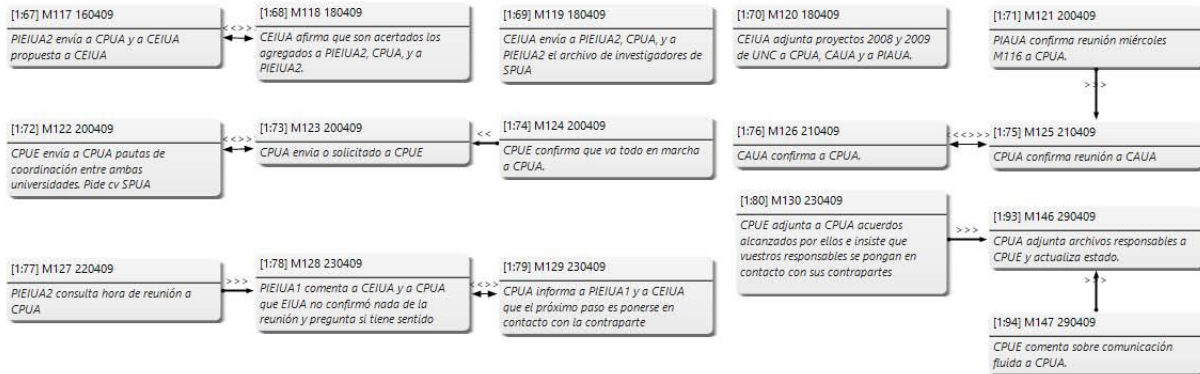 [1:67] M117 160409
PIEIUA2 envía a CPUA y a CEIUA
propuesta a CEIUA
<<>>
[1:68] M118 180409
CEIUA afirma que son acertados los
agregados a PIEIUA2, CPUA, y a
PIEIUA2.
[1:69] M119 180409
CEIUA envía a PIEIUA2, CPUA, y a
PIEIUA2 el archivo de investigadores de
SPUA
[1:70] M120 180409
CEIUA adjunta proyectos 2008 y 2009
de UNC a CPUA, CAUA y a PIAUA.
[1:71] M121 200409
PIAUA confirma reunión miércoles
M116 a CPUA.
>>>
[1:72] M122 200409
CPUE envía a CPUA pautas de
coordinación entre ambas
universidades. Pide cv SPUA
<<>>
[1:73] M123 200409
CPUA envia o solicitado a CPUE
<<
[1:74] M124 200409
CPUE confirma que va todo en marcha
a CPUA.
[1:76] M126 210409
CAUA confirma a CPUA.
<<>>>
[1:75] M125 210409
CPUA confirma reunión a CAUA
[1:77] M127 220409
PIEIUA2 consulta hora de reunión a
CPUA
>>>
[1:78] M128 230409
PIEIUA1 comenta a CEIUA y a CPUA
que EIUA no confirmó nada de la
reunión y pregunta si tiene sentido
<<>>
[1:79] M129 230409
CPUA informa a PIEIUA1 y a CEIUA
que el próximo paso es ponerse en
contacto con la contraparte
[1:80] M130 230409
CPUE adjunta a CPUA acuerdos
alcanzados por ellos e insiste que
vuestros responsables se pongan en
contacto con sus contrapartes
>>>
[1:93] M146 290409
CPUA adjunta archivos responsables a
CPUE y actualiza estado.
>>>
[1:94] M147 290409
CPUE comenta sobre comunicación
fluida a CPUA.